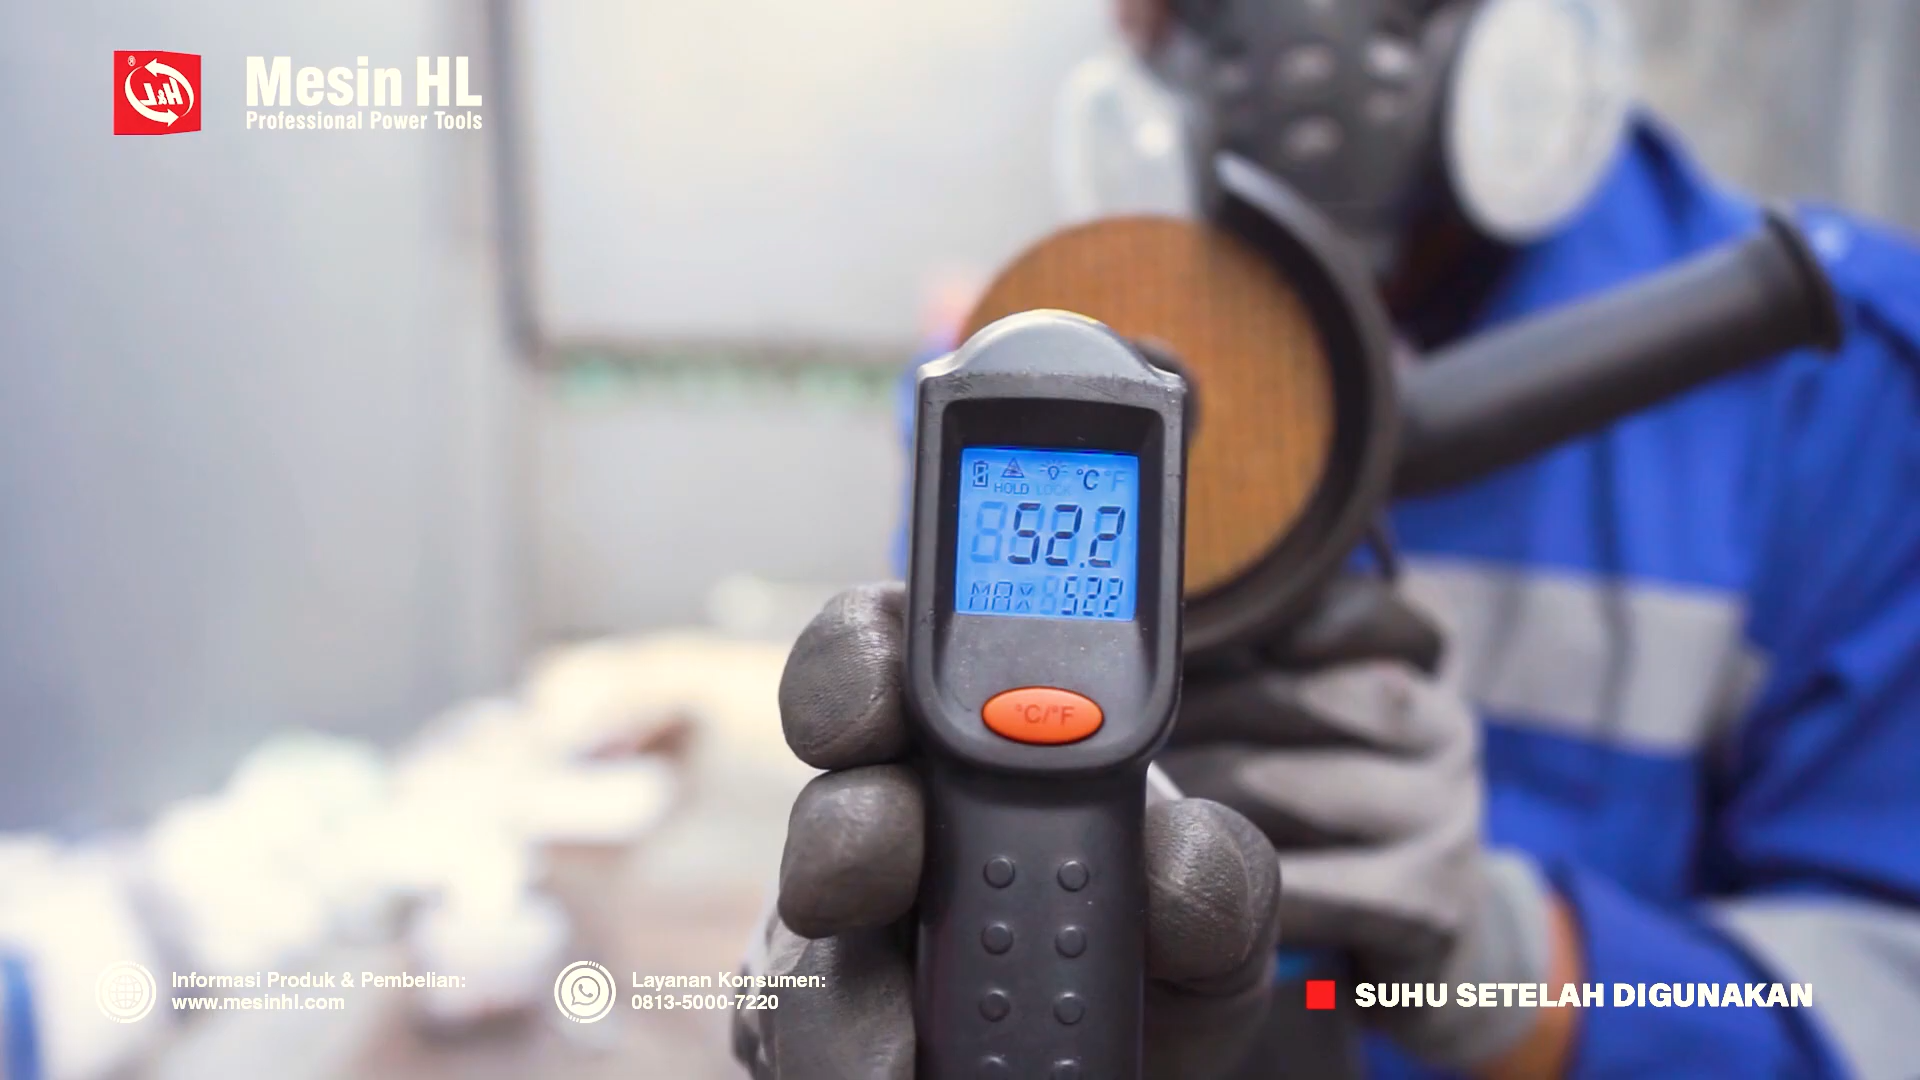 H&L
®
Mesin HL
Professional Power Tools
°C °F
HOLD LOCK
52.2
MAX 52.2
°C/°F
Informasi Produk & Pembelian:
www.mesinhl.com
Layanan Konsumen:
0813-5000-7220
SUHU SETELAH DIGUNAKAN